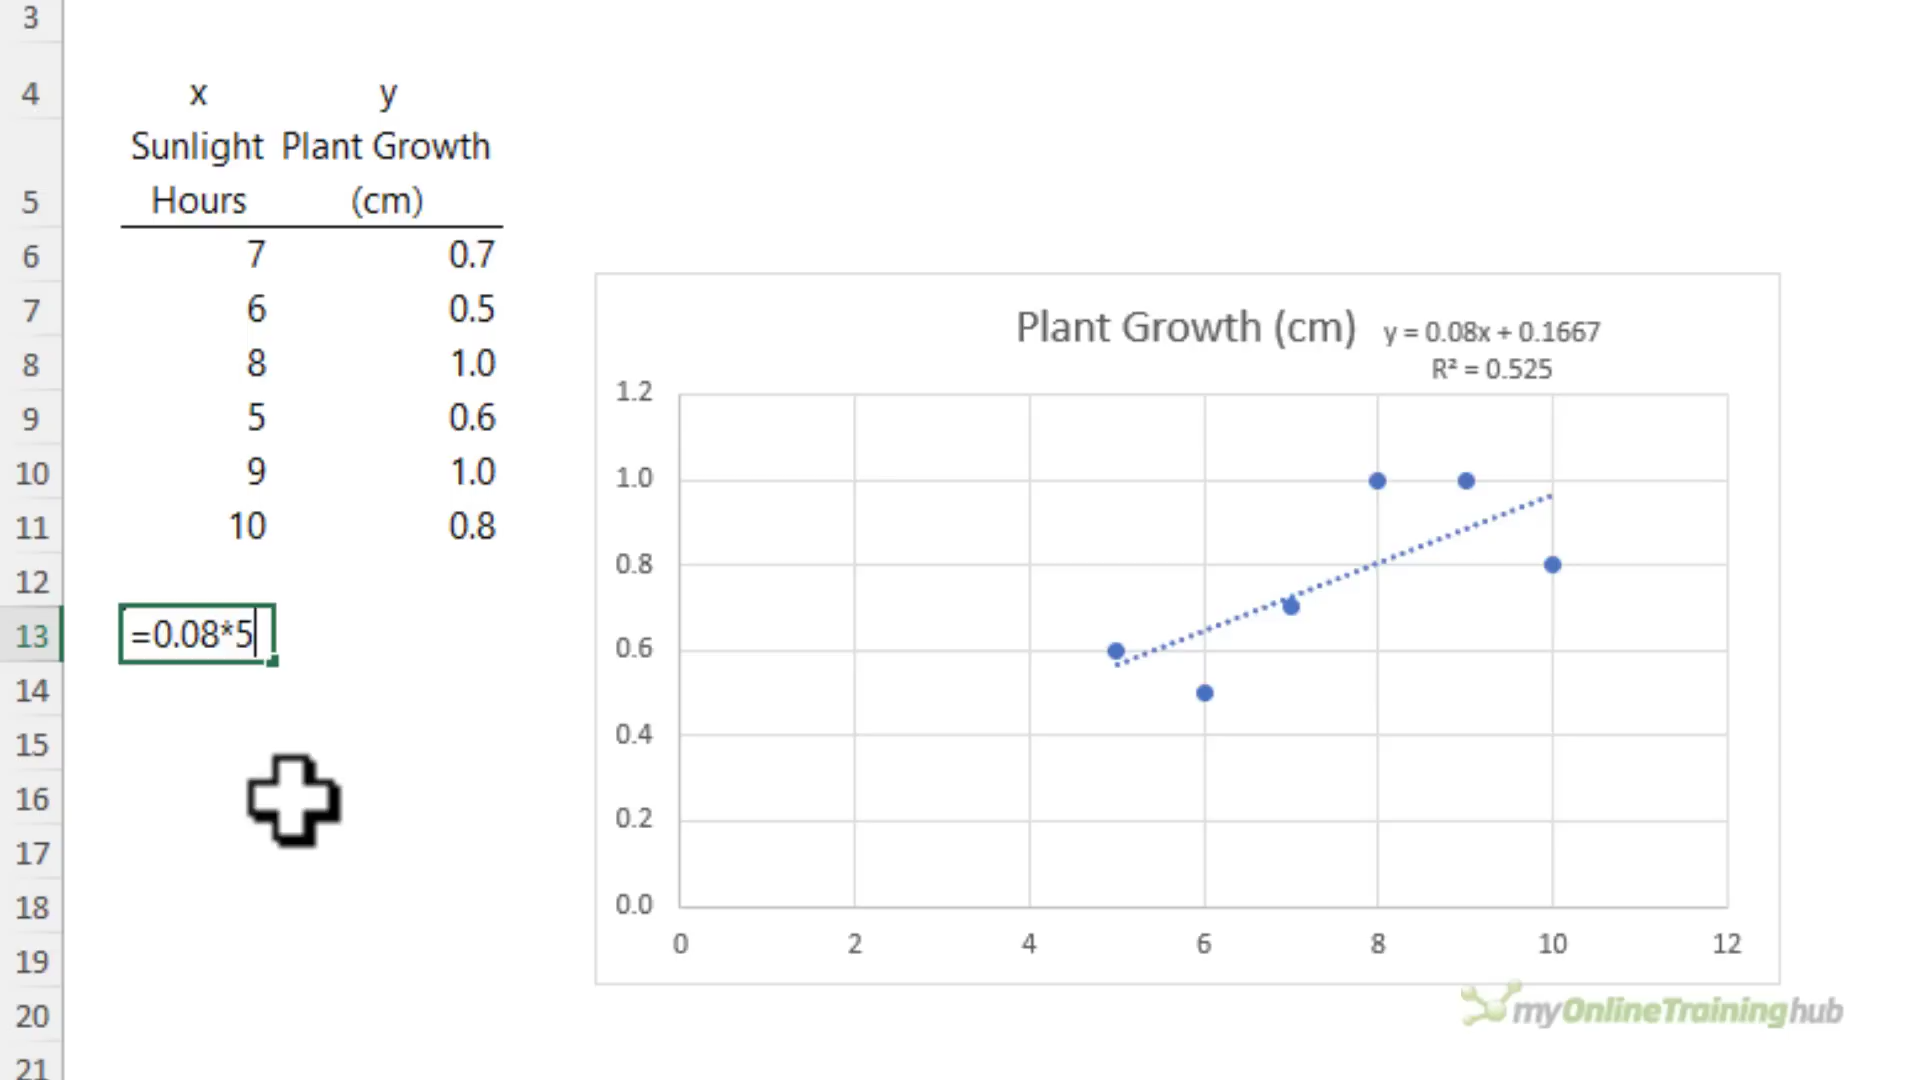 3
4 x y
Sunlight Plant Growth
5 Hours (cm)
6 7 0.7
7 6 0.5
8 8 1.0
9 5 0.6
10 9 1.0
11 10 0.8
12
13 =0.08*5
14
15
16
17
18
19
20
21
Plant Growth (cm)
y = 0.08x + 0.1667
R² = 0.525
1.2
1.0
0.8
0.6
0.4
0.2
0.0
0 2 4 6 8 10 12
myOnlineTraininghub